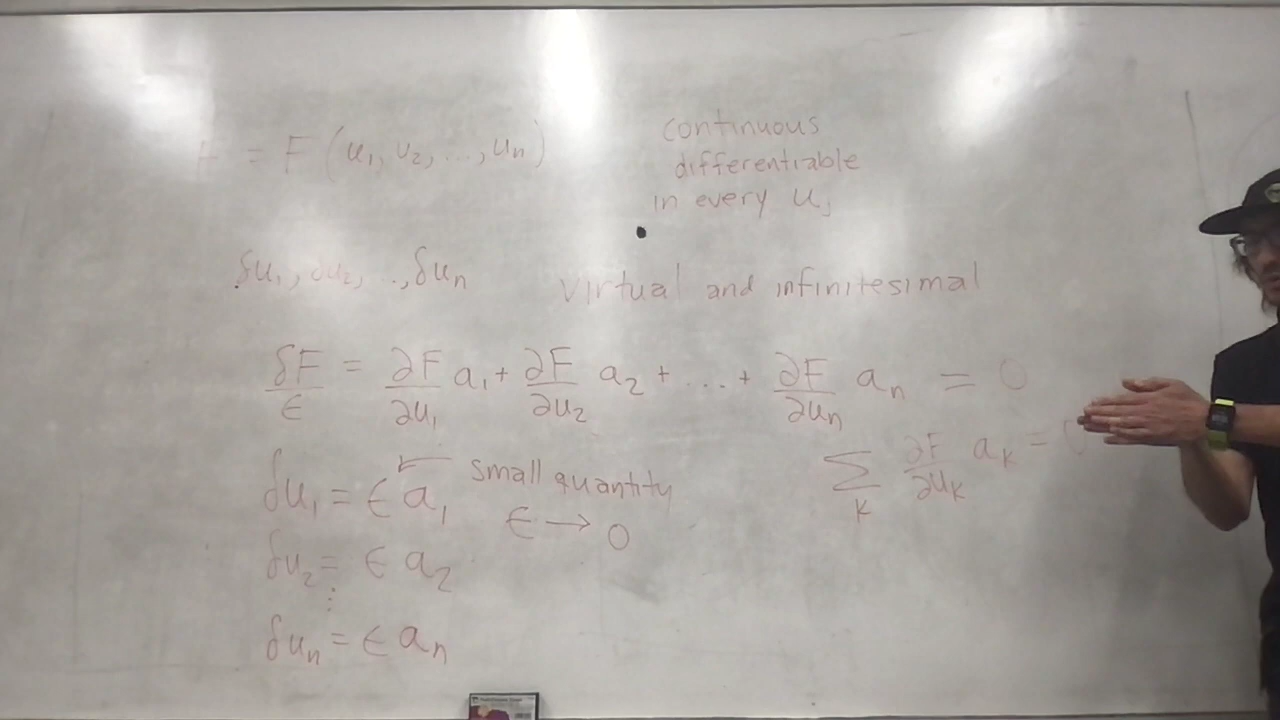 F = F (u₁, u₂, ..., uₙ)
continuous
differentiable
in every uⱼ
δu₁, δu₂, ..., δuₙ
virtual and infinitesimal
δF/ϵ = ∂F/∂u₁ a₁ + ∂F/∂u₂ a₂ + ... + ∂F/∂uₙ aₙ = 0
∑ₖ ∂F/∂uₖ aₖ = 0
δu₁ = ϵ a₁
small quantity
ϵ → 0
δu₂ = ϵ a₂
⋮
δuₙ = ϵ aₙ